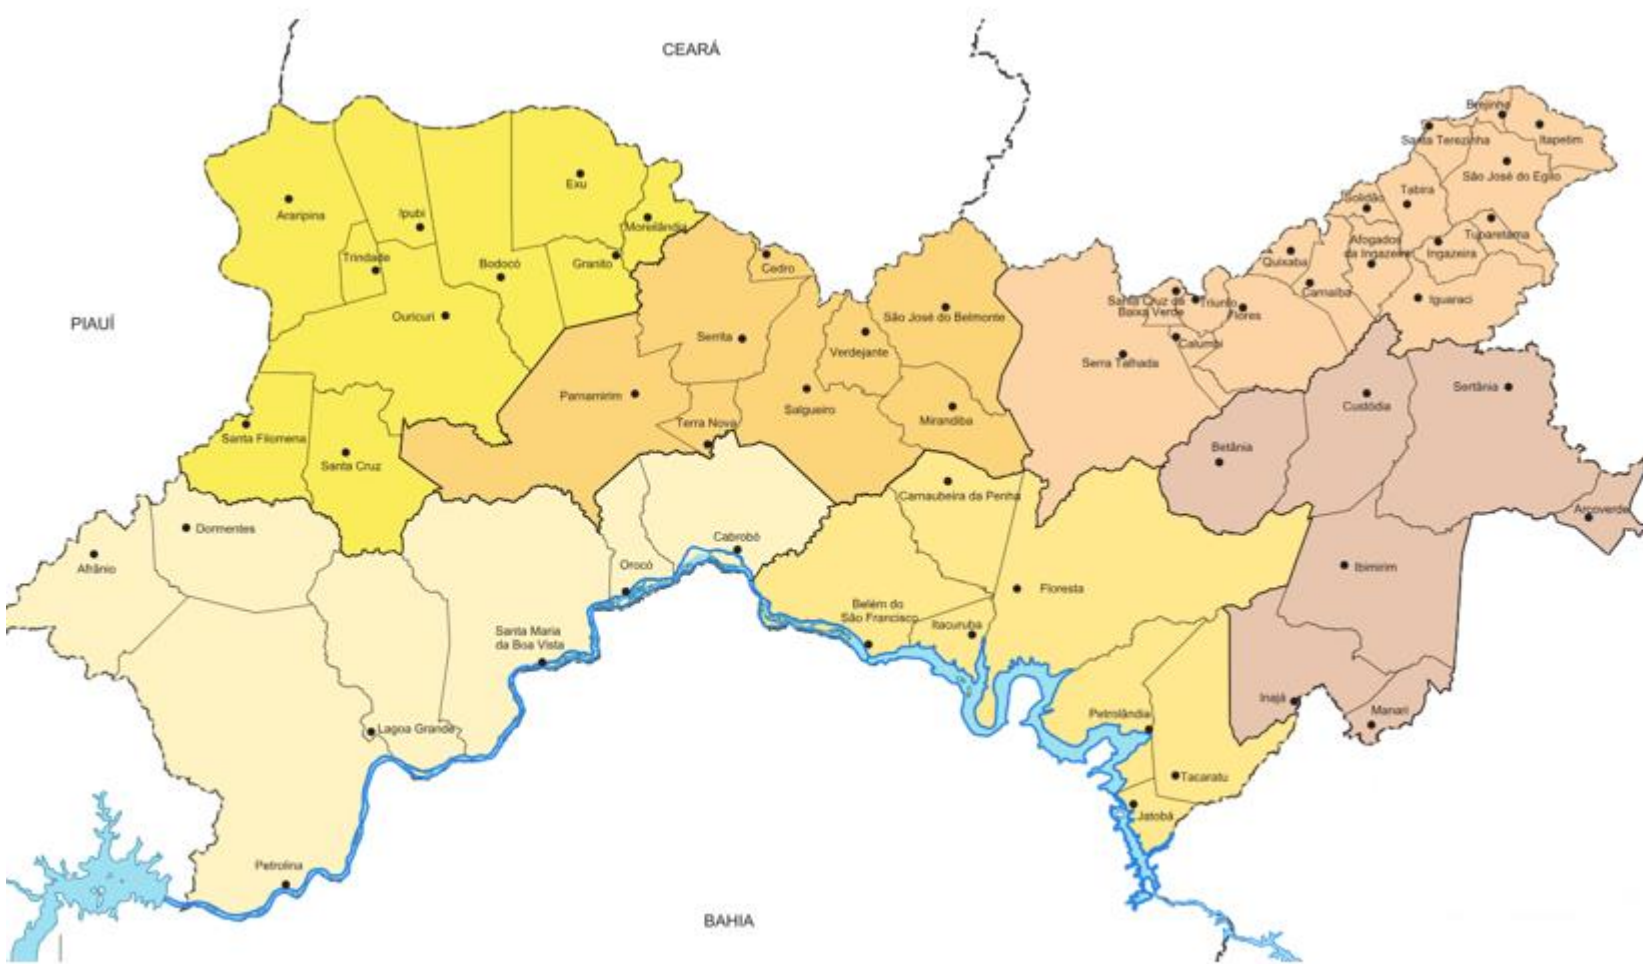 CEARÁ
Brejinho
Santa Terezinha
Itapetim
São José do Egito
Exu
Tabira
Solidão
Araripina
Ipubi
Moreilândia
Tuparetama
Afogados
da Ingazeira
Ingazeira
Trindade
Bodocó
Granito
Cedro
Quixaba
Carnaíba
Iguaraci
Santa Cruz da
Baixa Verde
Triunfo
Flores
PIAUÍ
Ouricuri
São José do Belmonte
Serrita
Verdejante
Calumbi
Serra Talhada
Sertânia
Parnamirim
Salgueiro
Custódia
Terra Nova
Mirandiba
Santa Filomena
Santa Cruz
Betânia
Carnaubeira da Penha
Arcoverde
Dormentes
Cabrobó
Afrânio
Orocó
Ibimirim
Floresta
Belém do
São Francisco
Itacuruba
Santa Maria
da Boa Vista
Inajá
Manari
Petrolândia
Lagoa Grande
Tacaratu
Jatobá
Petrolina
BAHIA